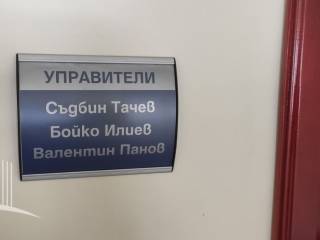 УПРАВИТЕЛИ
Съдбин Тачев
Бойко Илиев
Валентин Панов